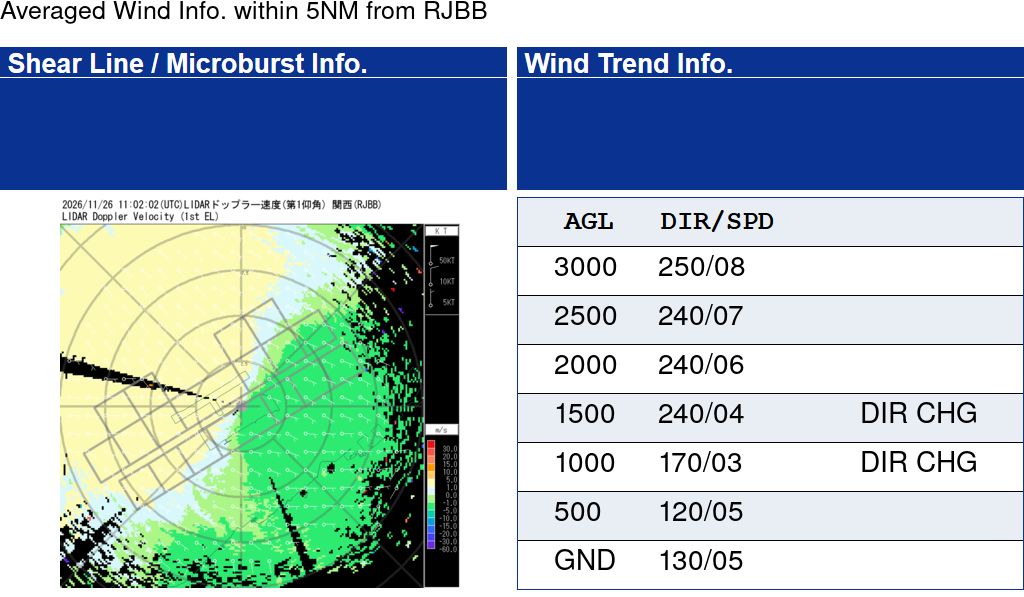 Averaged Wind Info. within 5NM from RJBB
Shear Line / Microburst Info.
Wind Trend Info.
2026/11/26 11:02:02(UTC)LIDARドップラー速度(第1仰角) 関西(RJBB)
LIDAR Doppler Velocity (1st EL)
K T
50KT
10KT
5KT
m/s
30.0
20.0
15.0
10.0
5.0
1.0
0.0
-1.0
-5.0
-10.0
-15.0
-20.0
-30.0
-60.0
AGL DIR/SPD
3000 250/08
2500 240/07
2000 240/06
1500 240/04 DIR CHG
1000 170/03 DIR CHG
500 120/05
GND 130/05